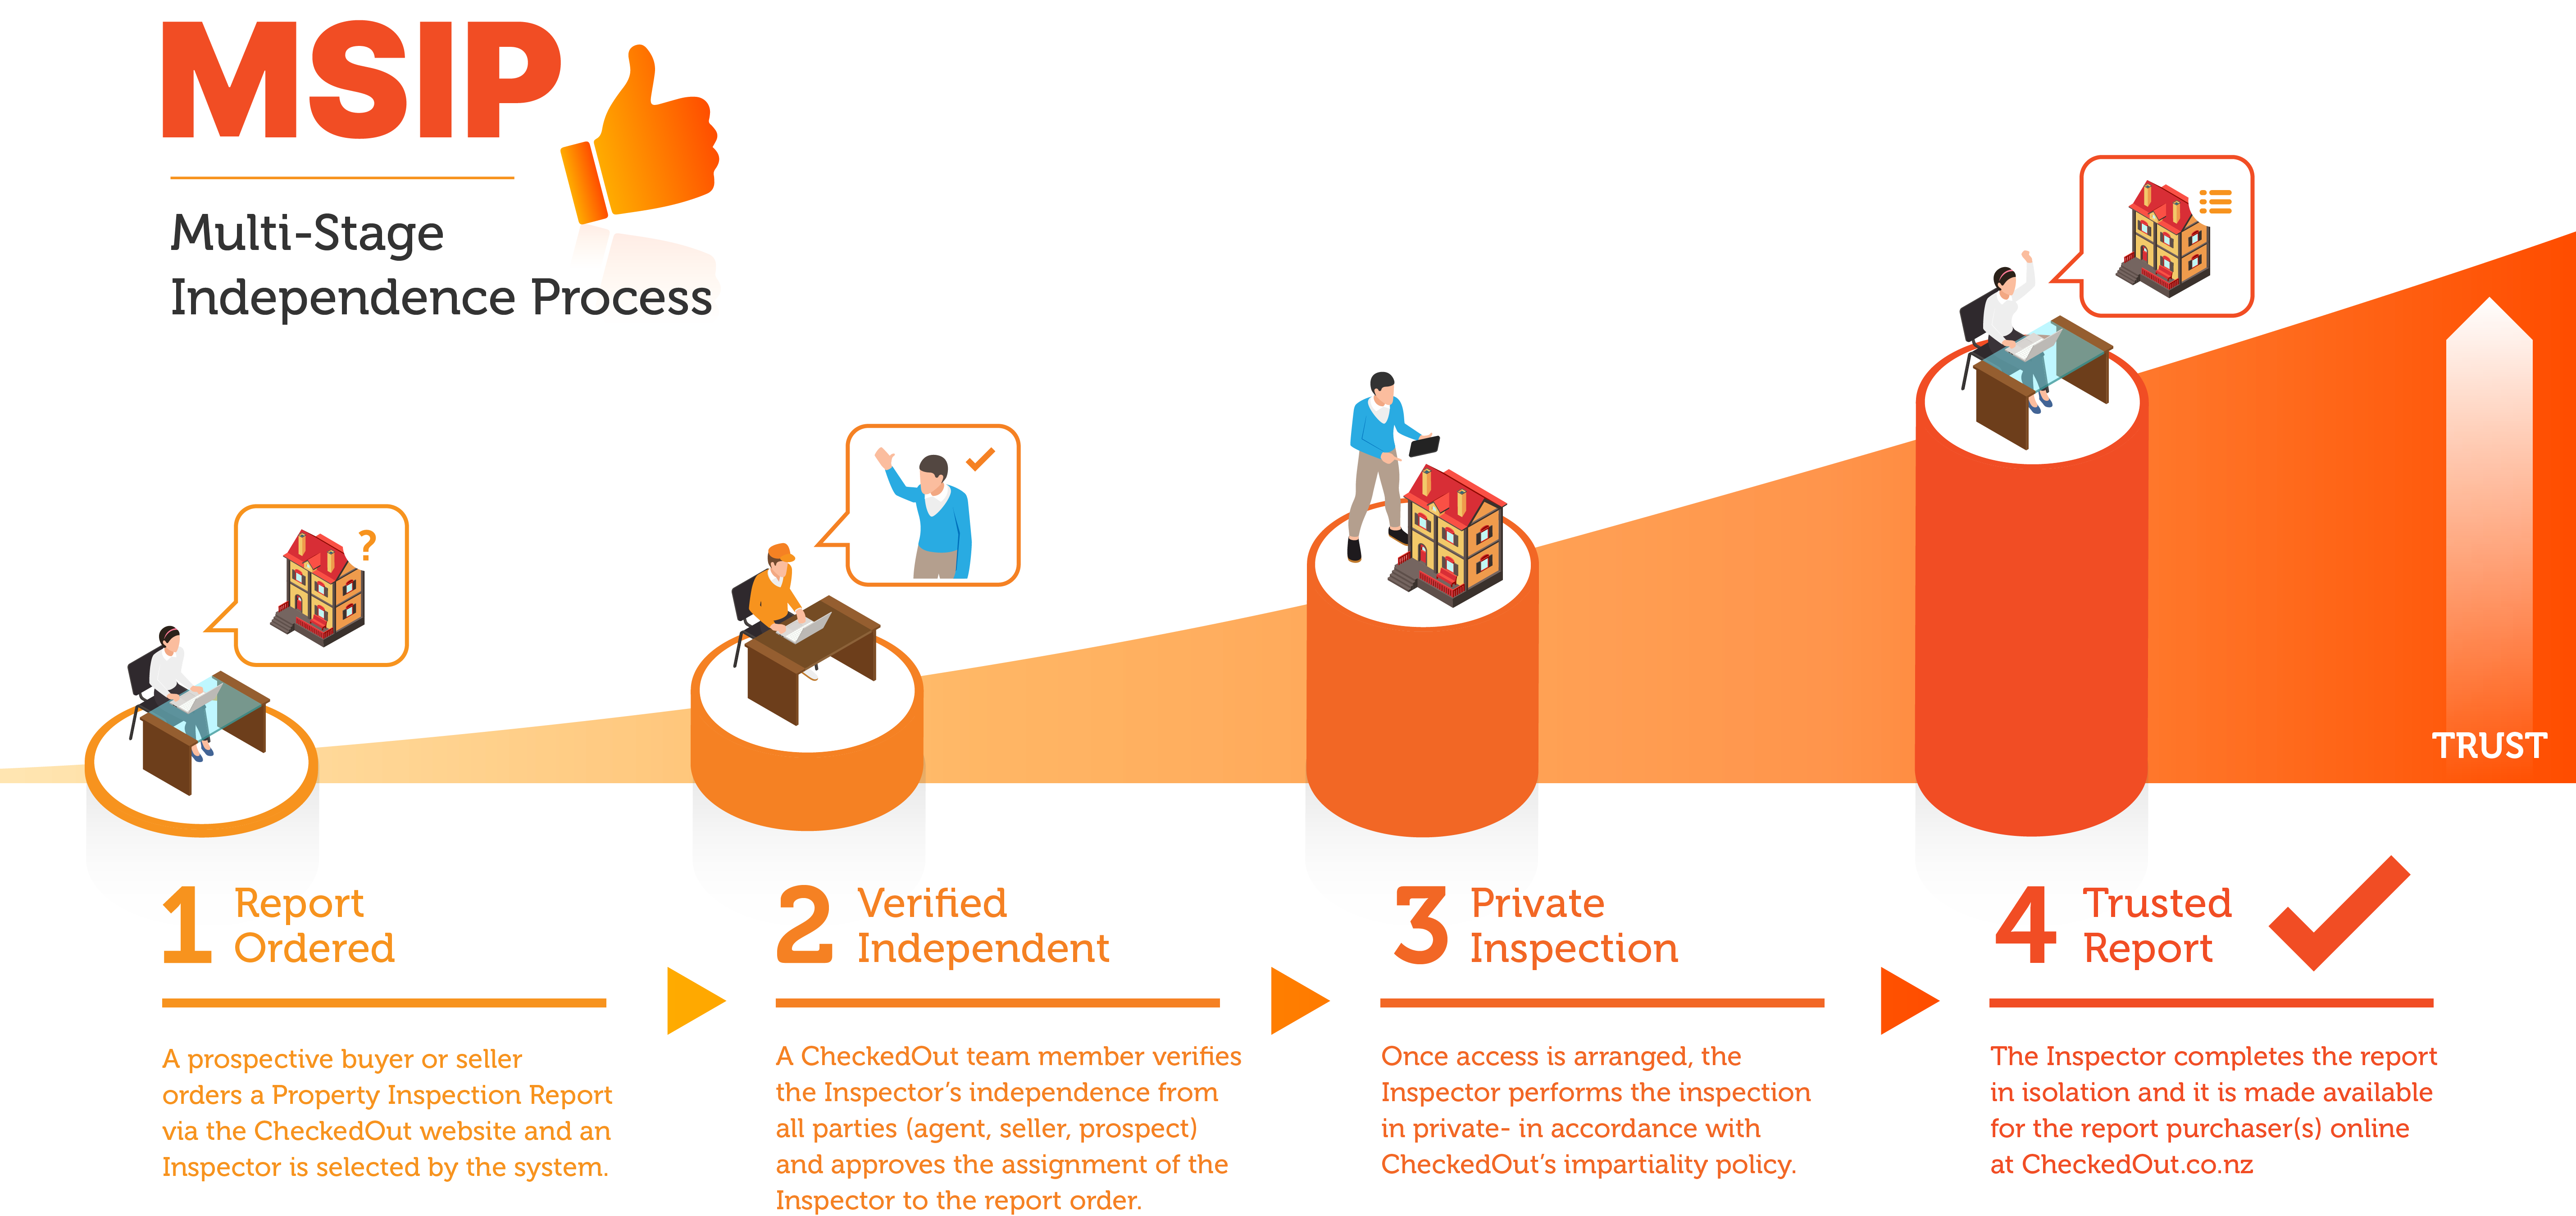 MSIP
Multi-Stage
Independence Process
?
TRUST
1 Report
Ordered
A prospective buyer or seller
orders a Property Inspection Report
via the CheckedOut website and an
Inspector is selected by the system.
2 Verified
Independent
A CheckedOut team member verifies
the Inspector's independence from
all parties (agent, seller, prospect)
and approves the assignment of the
Inspector to the report order.
3 Private
Inspection
Once access is arranged, the
Inspector performs the inspection
in private- in accordance with
CheckedOut's impartiality policy.
4 Trusted
Report
The Inspector completes the report
in isolation and it is made available
for the report purchaser(s) online
at CheckedOut.co.nz